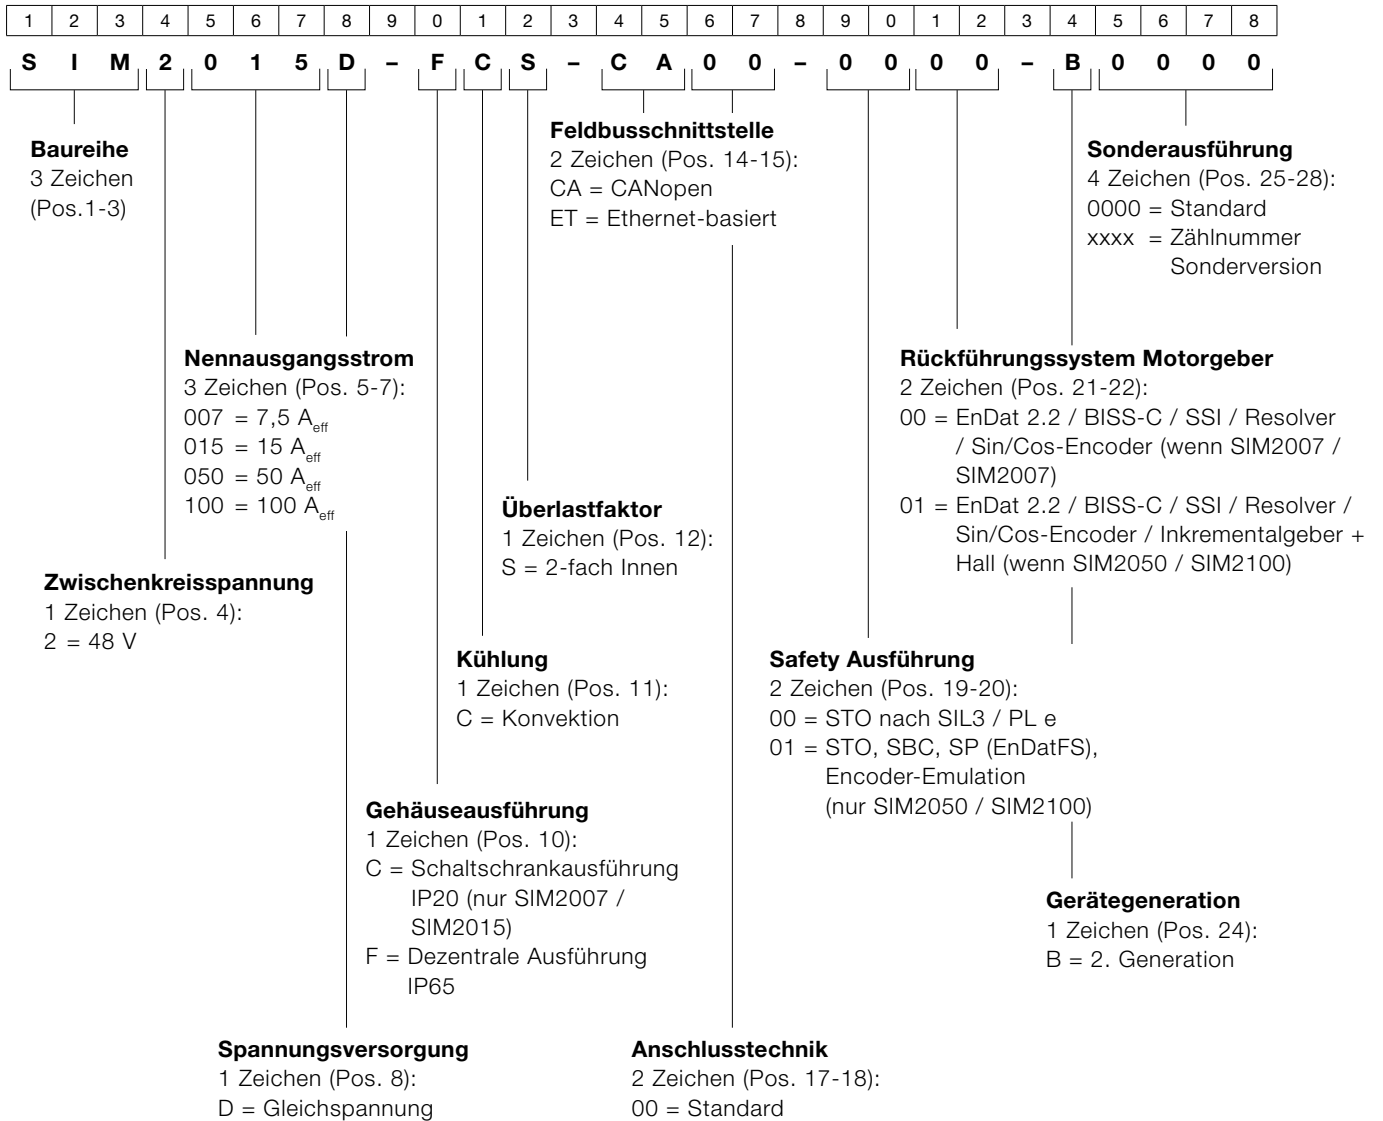 1 2 3 4 5 6 7 8 9 0 1 2 3 4 5 6 7 8 9 0 1 2 3 4 5 6 7 8
S I M 2 0 1 5 D – F C S – C A 0 0 – 0 0 0 0 – B 0 0 0 0
Baureihe
3 Zeichen
(Pos.1-3)
Feldbusschnittstelle
2 Zeichen (Pos. 14-15):
CA = CANopen
ET = Ethernet-basiert
Sonderausführung
4 Zeichen (Pos. 25-28):
0000 = Standard
xxxx = Zählnummer
Sonderversion
Nennausgangsstrom
3 Zeichen (Pos. 5-7):
007 = 7,5 Aeff
015 = 15 Aeff
050 = 50 Aeff
100 = 100 Aeff
Rückführungssystem Motorgeber
2 Zeichen (Pos. 21-22):
00 = EnDat 2.2 / BISS-C / SSI / Resolver
/ Sin/Cos-Encoder (wenn SIM2007 /
SIM2007)
01 = EnDat 2.2 / BISS-C / SSI / Resolver /
Sin/Cos-Encoder / Inkrementalgeber +
Hall (wenn SIM2050 / SIM2100)
Überlastfaktor
1 Zeichen (Pos. 12):
S = 2-fach Innen
Zwischenkreisspannung
1 Zeichen (Pos. 4):
2 = 48 V
Kühlung
1 Zeichen (Pos. 11):
C = Konvektion
Safety Ausführung
2 Zeichen (Pos. 19-20):
00 = STO nach SIL3 / PL e
01 = STO, SBC, SP (EnDatFS),
Encoder-Emulation
(nur SIM2050 / SIM2100)
Gehäuseausführung
1 Zeichen (Pos. 10):
C = Schaltschrankausführung
IP20 (nur SIM2007 /
SIM2015)
F = Dezentrale Ausführung
IP65
Gerätegeneration
1 Zeichen (Pos. 24):
B = 2. Generation
Spannungsversorgung
1 Zeichen (Pos. 8):
D = Gleichspannung
Anschlusstechnik
2 Zeichen (Pos. 17-18):
00 = Standard